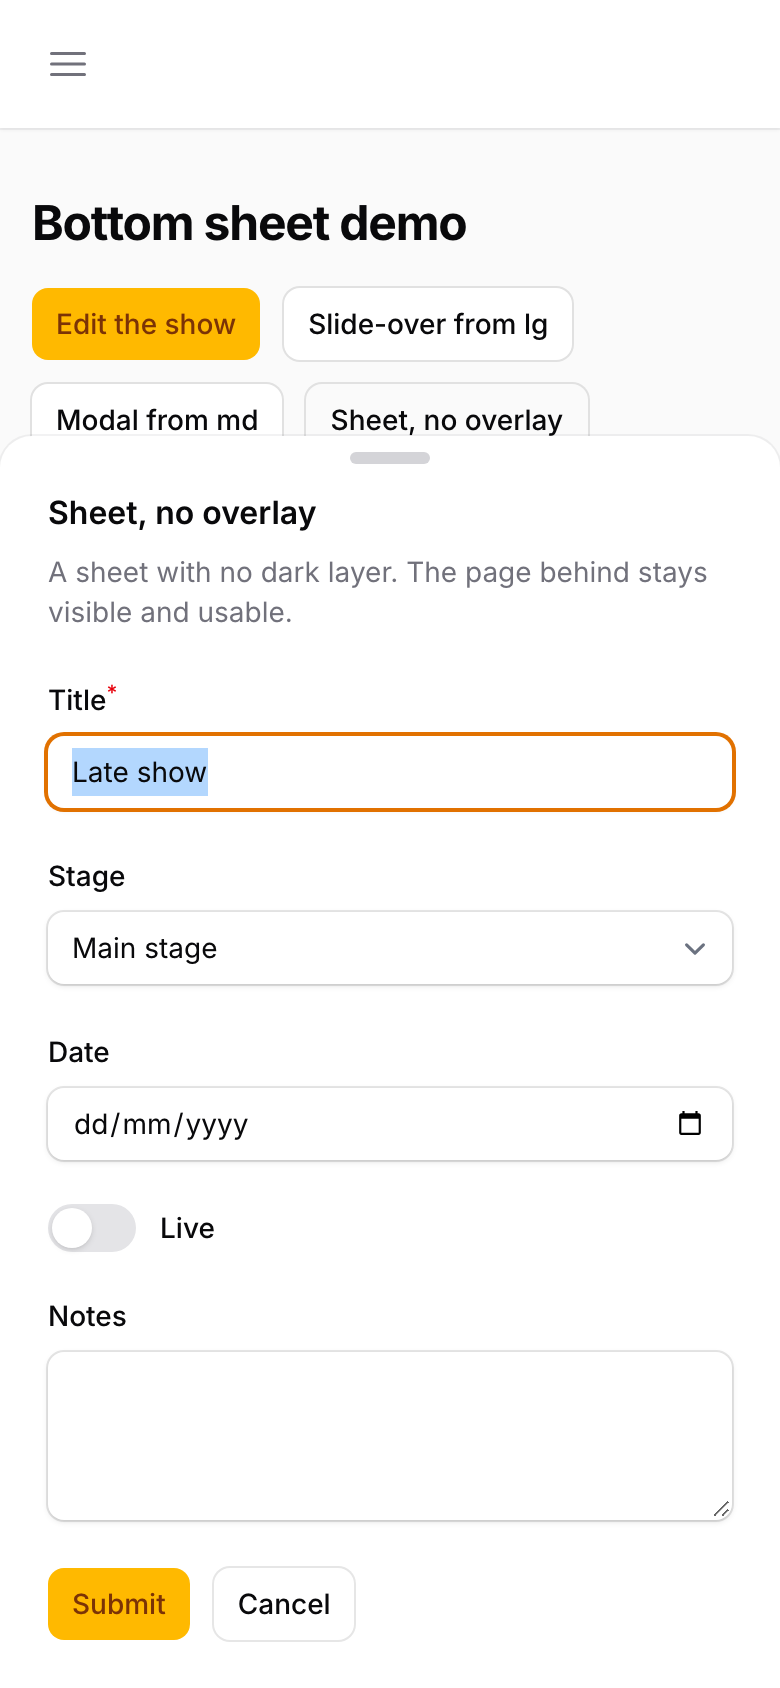 Bottom sheet demo
Edit the show
Slide-over from lg
Modal from md
Sheet, no overlay
Sheet, no overlay
A sheet with no dark layer. The page behind stays
visible and usable.
Title*
Late show
Stage
Main stage
Date
dd/mm/yyyy
Live
Notes
Submit
Cancel